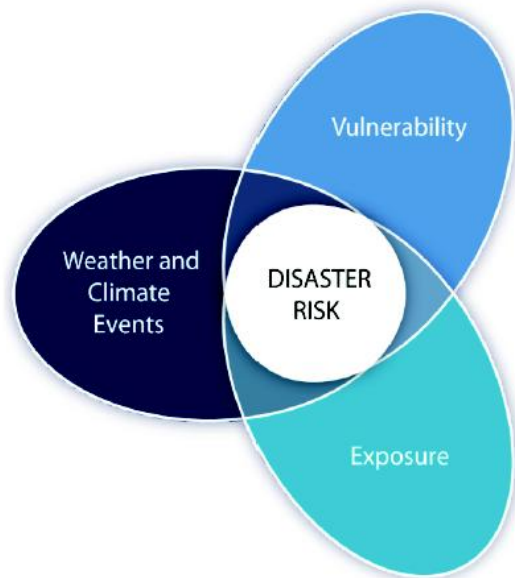 Vulnerability
Weather and
Climate
Events
DISASTER
RISK
Exposure